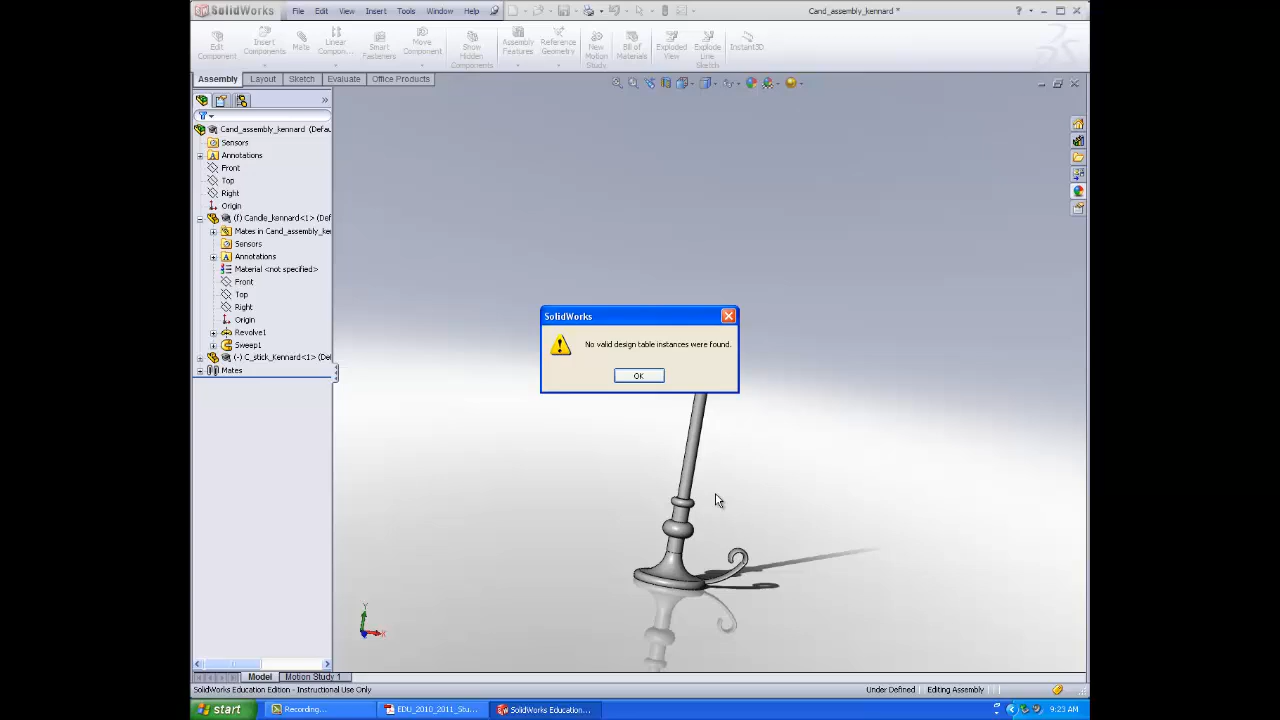 SolidWorks File Edit View Insert Tools Window Help Cand_assembly_kennard * ?
Edit Component
Insert Components
Mate
Linear Compon...
Smart Fasteners
Move Component
Show Hidden Components
Assembly Features
Reference Geometry
New Motion Study
Bill of Materials
Exploded View
Explode Line Sketch
Instant3D
Assembly Layout Sketch Evaluate Office Products
»
Cand_assembly_kennard (Defau
Sensors
Annotations
Front
Top
Right
Origin
(f) Candle_kennard<1> (Def
Mates in Cand_assembly_ke
Sensors
Annotations
Material <not specified>
Front
Top
Right
Origin
Revolve1
Sweep1
(-) C_stick_Kennard<1> (De
Mates
SolidWorks
No valid design table instances were found.
OK
Y
X
Model Motion Study 1
SolidWorks Education Edition - Instructional Use Only Under Defined Editing Assembly
start Recording... EDU_2010_2011_Stu... SolidWorks Education... 9:23 AM